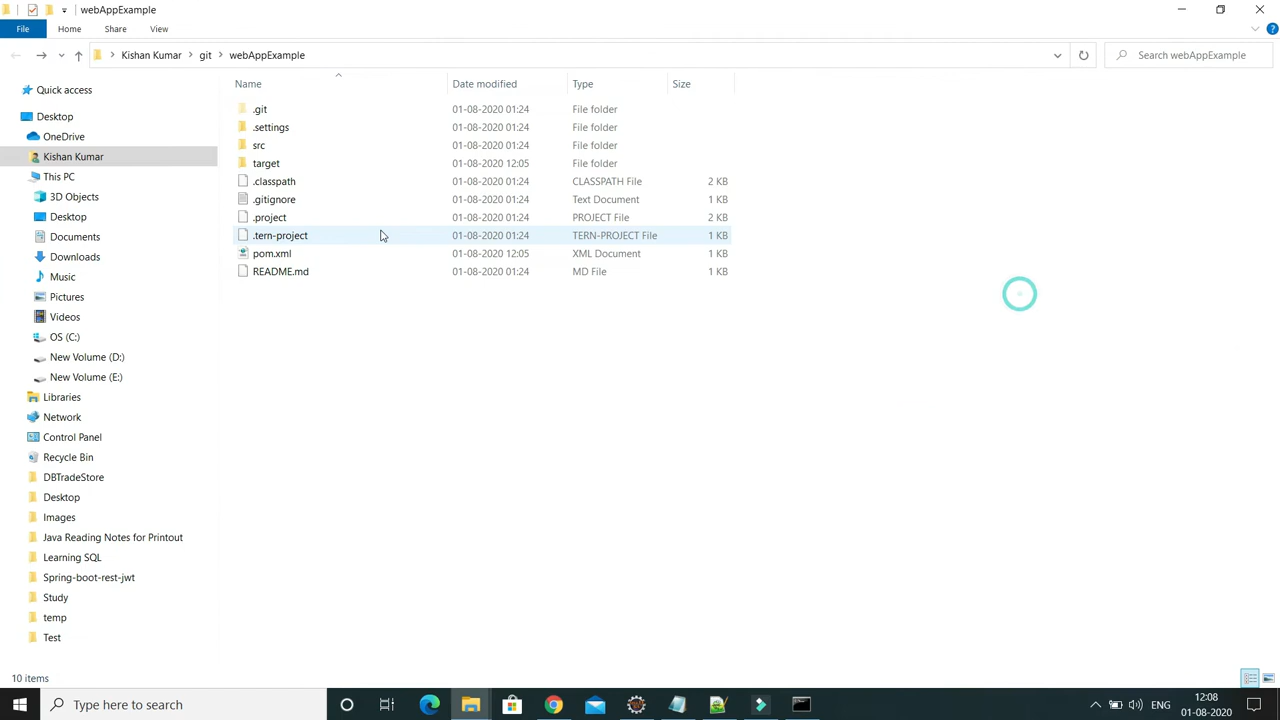 webAppExample
File Home Share View
Kishan Kumar git webAppExample Search webAppExample
Name Date modified Type Size
.git 01-08-2020 01:24 File folder
.settings 01-08-2020 01:24 File folder
src 01-08-2020 01:24 File folder
target 01-08-2020 12:05 File folder
.classpath 01-08-2020 01:24 CLASSPATH File 2 KB
.gitignore 01-08-2020 01:24 Text Document 1 KB
.project 01-08-2020 01:24 PROJECT File 2 KB
.tern-project 01-08-2020 01:24 TERN-PROJECT File 1 KB
pom.xml 01-08-2020 12:05 XML Document 1 KB
README.md 01-08-2020 01:24 MD File 1 KB
Quick access
Desktop
OneDrive
Kishan Kumar
This PC
3D Objects
Desktop
Documents
Downloads
Music
Pictures
Videos
OS (C:)
New Volume (D:)
New Volume (E:)
Libraries
Network
Control Panel
Recycle Bin
DBTradeStore
Desktop
Images
Java Reading Notes for Printout
Learning SQL
Spring-boot-rest-jwt
Study
temp
Test
10 items
Type here to search
ENG
12:08
01-08-2020